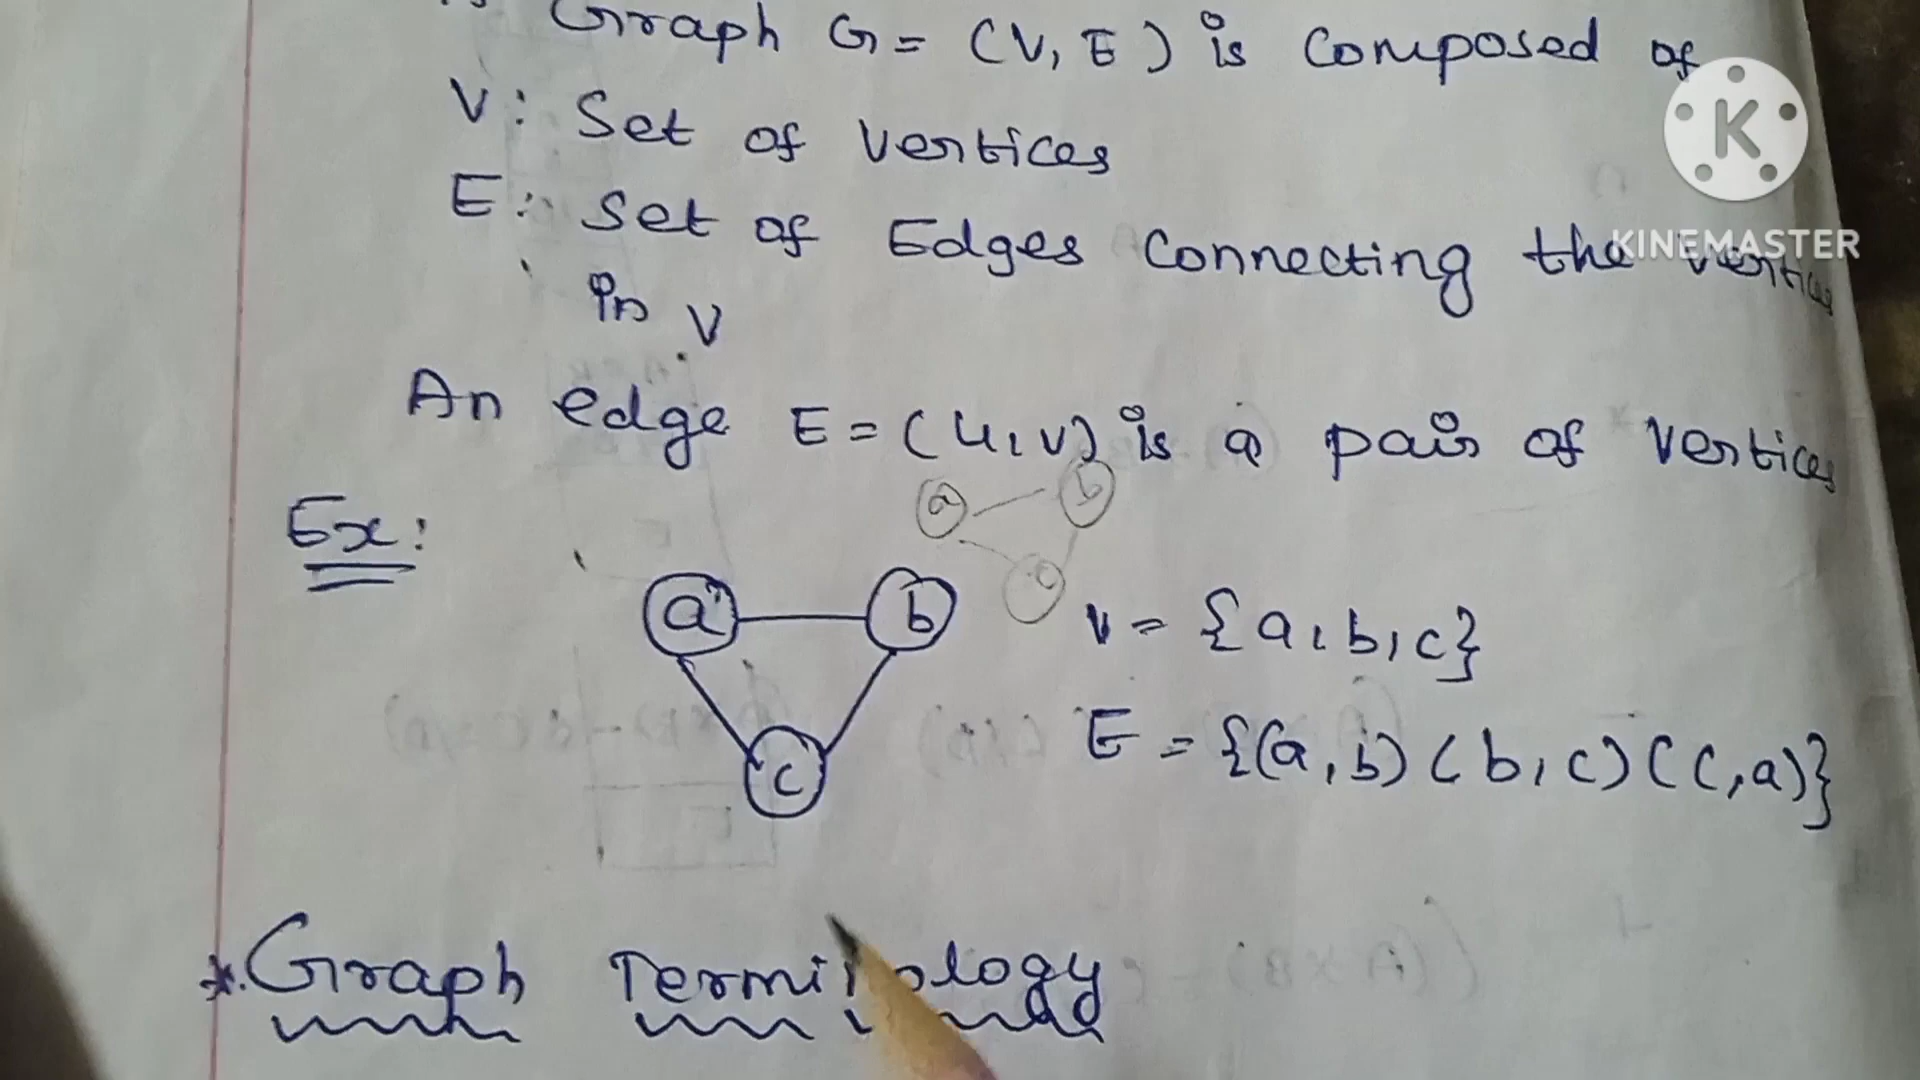 Graph G = (V, E) is Composed of
K
KINEMASTER
V: Set of Vertices
E: Set of Edges Connecting the
in V
An edge E = (u, v) is a pair of Vertices
Ex:
a b
c
a b
c
V = {a, b, c}
E = {(a, b) (b, c) (c, a)}
*. Graph Terminology